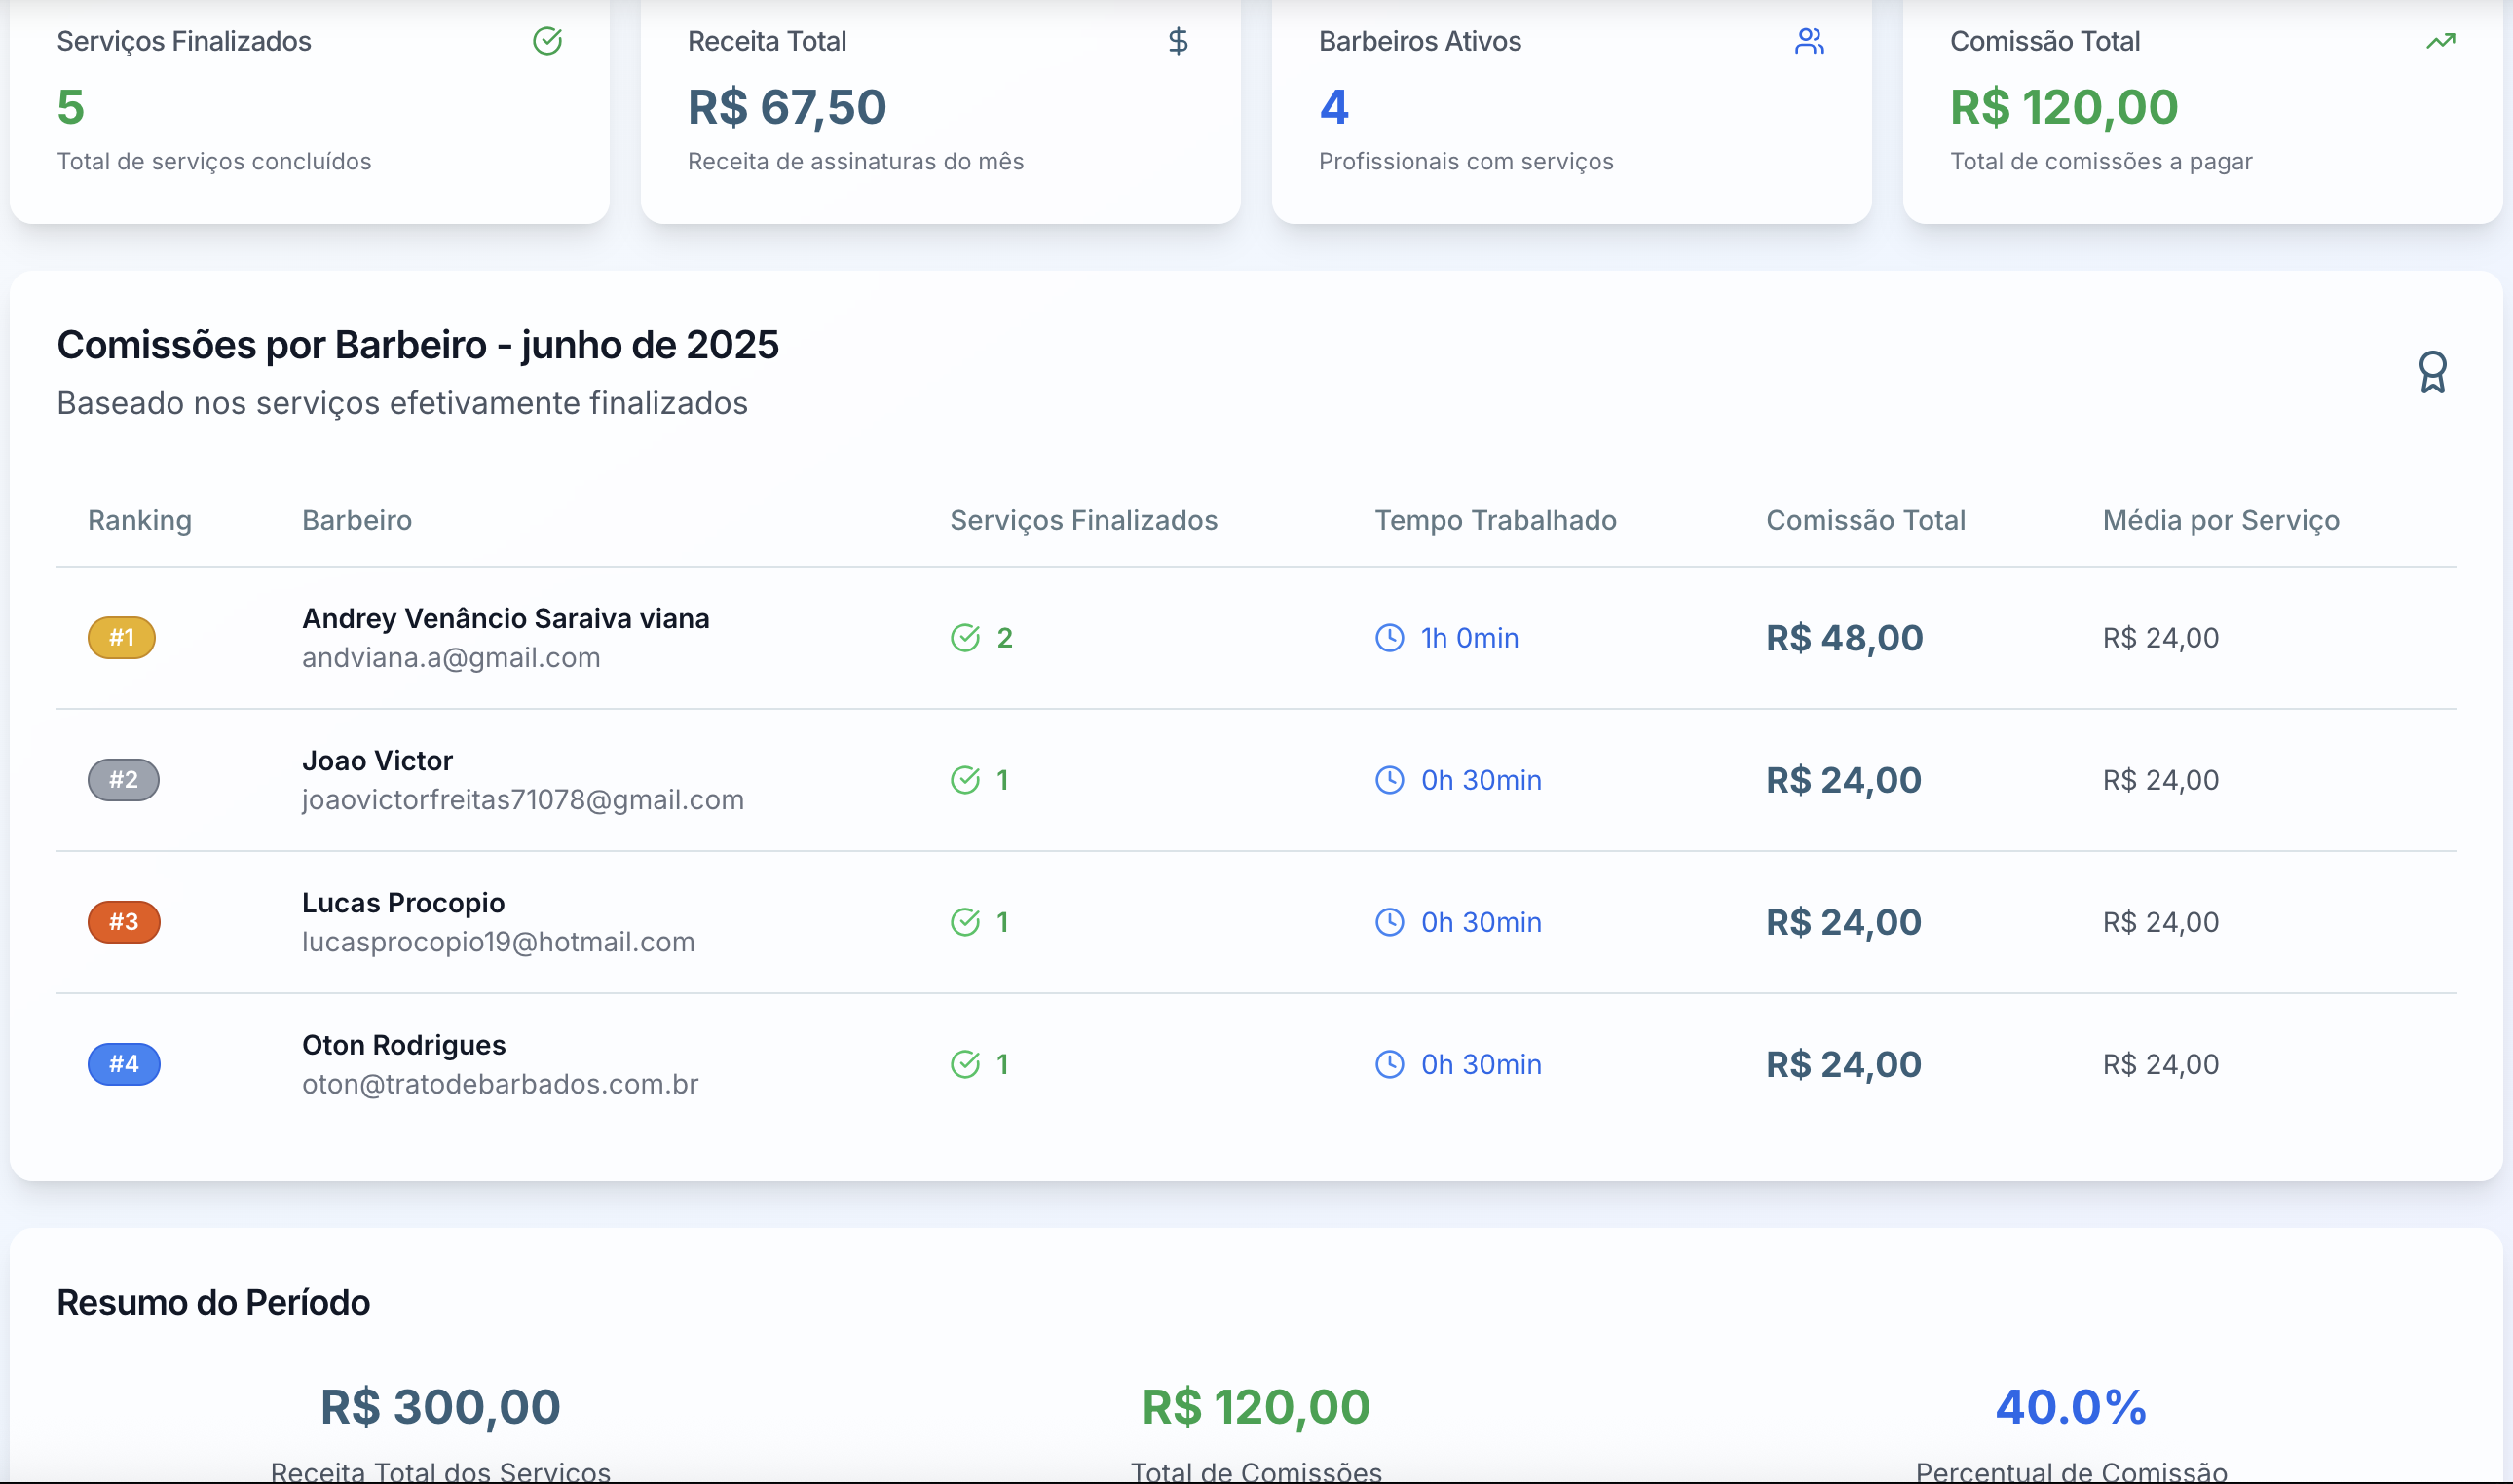 Serviços Finalizados
5
Total de serviços concluídos
Receita Total
R$ 67,50
Receita de assinaturas do mês
Barbeiros Ativos
4
Profissionais com serviços
Comissão Total
R$ 120,00
Total de comissões a pagar
Comissões por Barbeiro - junho de 2025
Baseado nos serviços efetivamente finalizados
Ranking Barbeiro Serviços Finalizados Tempo Trabalhado Comissão Total Média por Serviço
#1 Andrey Venâncio Saraiva viana 2 1h 0min R$ 48,00 R$ 24,00
andviana.a@gmail.com
#2 Joao Victor 1 0h 30min R$ 24,00 R$ 24,00
joaovictorfreitas71078@gmail.com
#3 Lucas Procopio 1 0h 30min R$ 24,00 R$ 24,00
lucasprocopio19@hotmail.com
#4 Oton Rodrigues 1 0h 30min R$ 24,00 R$ 24,00
oton@tratodebarbados.com.br
Resumo do Período
R$ 300,00
Receita Total dos Serviços
R$ 120,00
Total de Comissões
40.0%
Percentual de Comissão